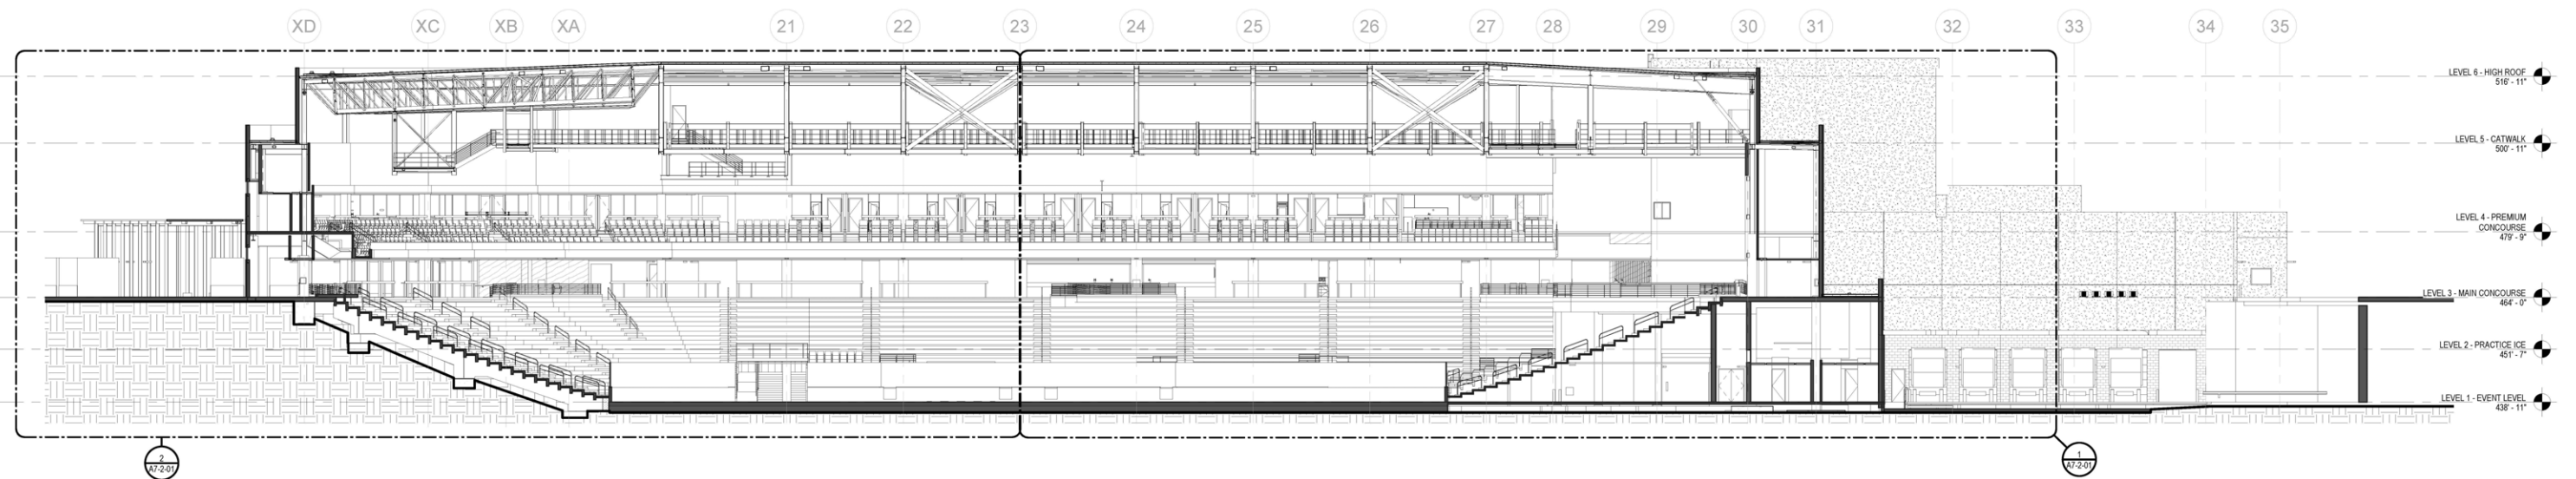 XD XC XB XA 21 22 23 24 25 26 27 28 29 30 31 32 33 34 35
LEVEL 6 - HIGH ROOF
516' - 11"
LEVEL 5 - CATWALK
500' - 11"
LEVEL 4 - PREMIUM
CONCOURSE
479' - 9"
LEVEL 3 - MAIN CONCOURSE
464' - 0"
LEVEL 2 - PRACTICE ICE
451' - 7"
LEVEL 1 - EVENT LEVEL
438' - 11"
2
A7-2-01
1
A7-2-01